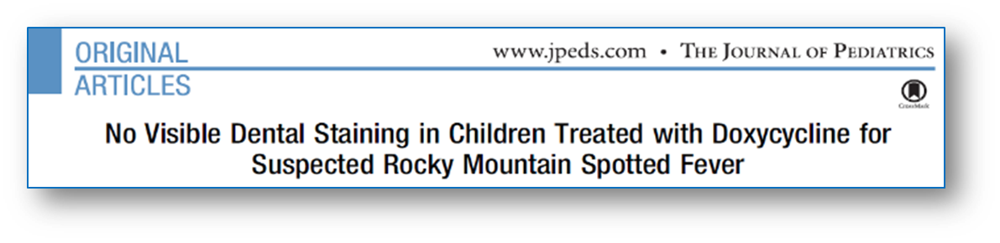 ORIGINAL
ARTICLES
www.jpeds.com • THE JOURNAL OF PEDIATRICS
CrossMark
No Visible Dental Staining in Children Treated with Doxycycline for
Suspected Rocky Mountain Spotted Fever